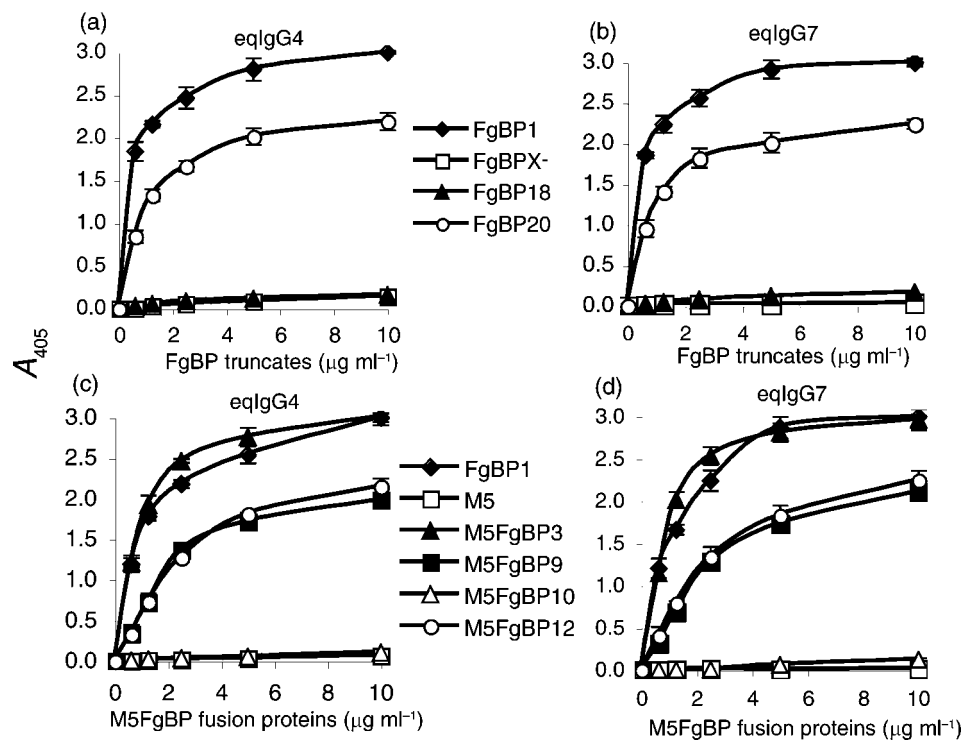 (a)
eqIgG4
3.0
2.5
2.0
1.5
1.0
0.5
0.0
0 2 4 6 8 10
FgBP truncates (µg ml⁻¹)
(b)
eqIgG7
3.0
2.5
2.0
1.5
1.0
0.5
0.0
0 2 4 6 8 10
FgBP truncates (µg ml⁻¹)
FgBP1
FgBPX-
FgBP18
FgBP20
A405
(c)
eqIgG4
3.0
2.5
2.0
1.5
1.0
0.5
0.0
0 2 4 6 8 10
M5FgBP fusion proteins (µg ml⁻¹)
(d)
eqIgG7
3.0
2.5
2.0
1.5
1.0
0.5
0.0
0 2 4 6 8 10
M5FgBP fusion proteins (µg ml⁻¹)
FgBP1
M5
M5FgBP3
M5FgBP9
M5FgBP10
M5FgBP12